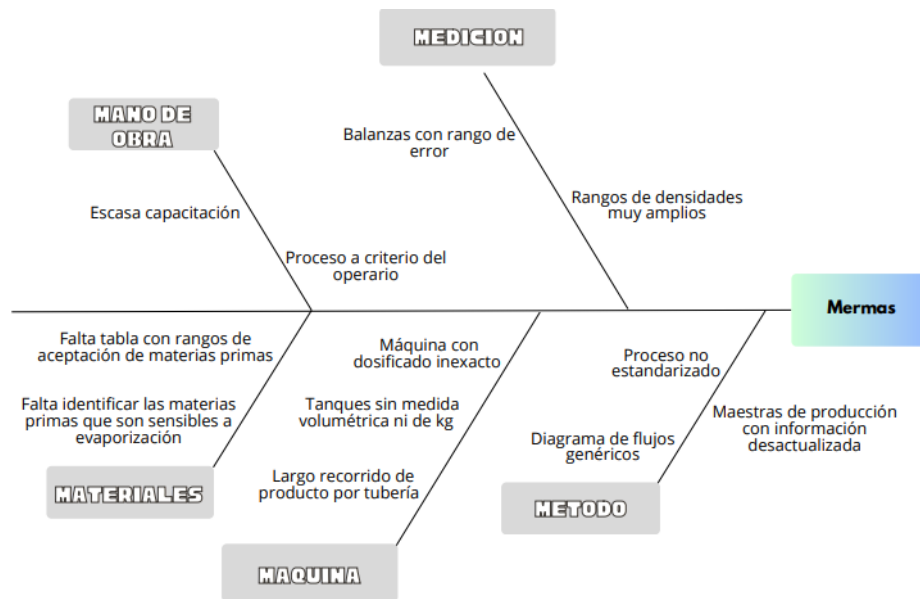 MEDICION
MANO DE
OBRA
Balanzas con rango de
error
Rangos de densidades
muy amplios
Escasa capacitación
Proceso a criterio del
operario
Mermas
Falta tabla con rangos de
aceptación de materias primas
Falta identificar las materias
primas que son sensibles a
evaporización
MATERIALES
Máquina con
dosificado inexacto
Tanques sin medida
volumétrica ni de kg
Largo recorrido de
producto por tubería
MAQUINA
Proceso no
estandarizado
Diagrama de flujos
genéricos
Maestras de producción
con información
desactualizada
METODO